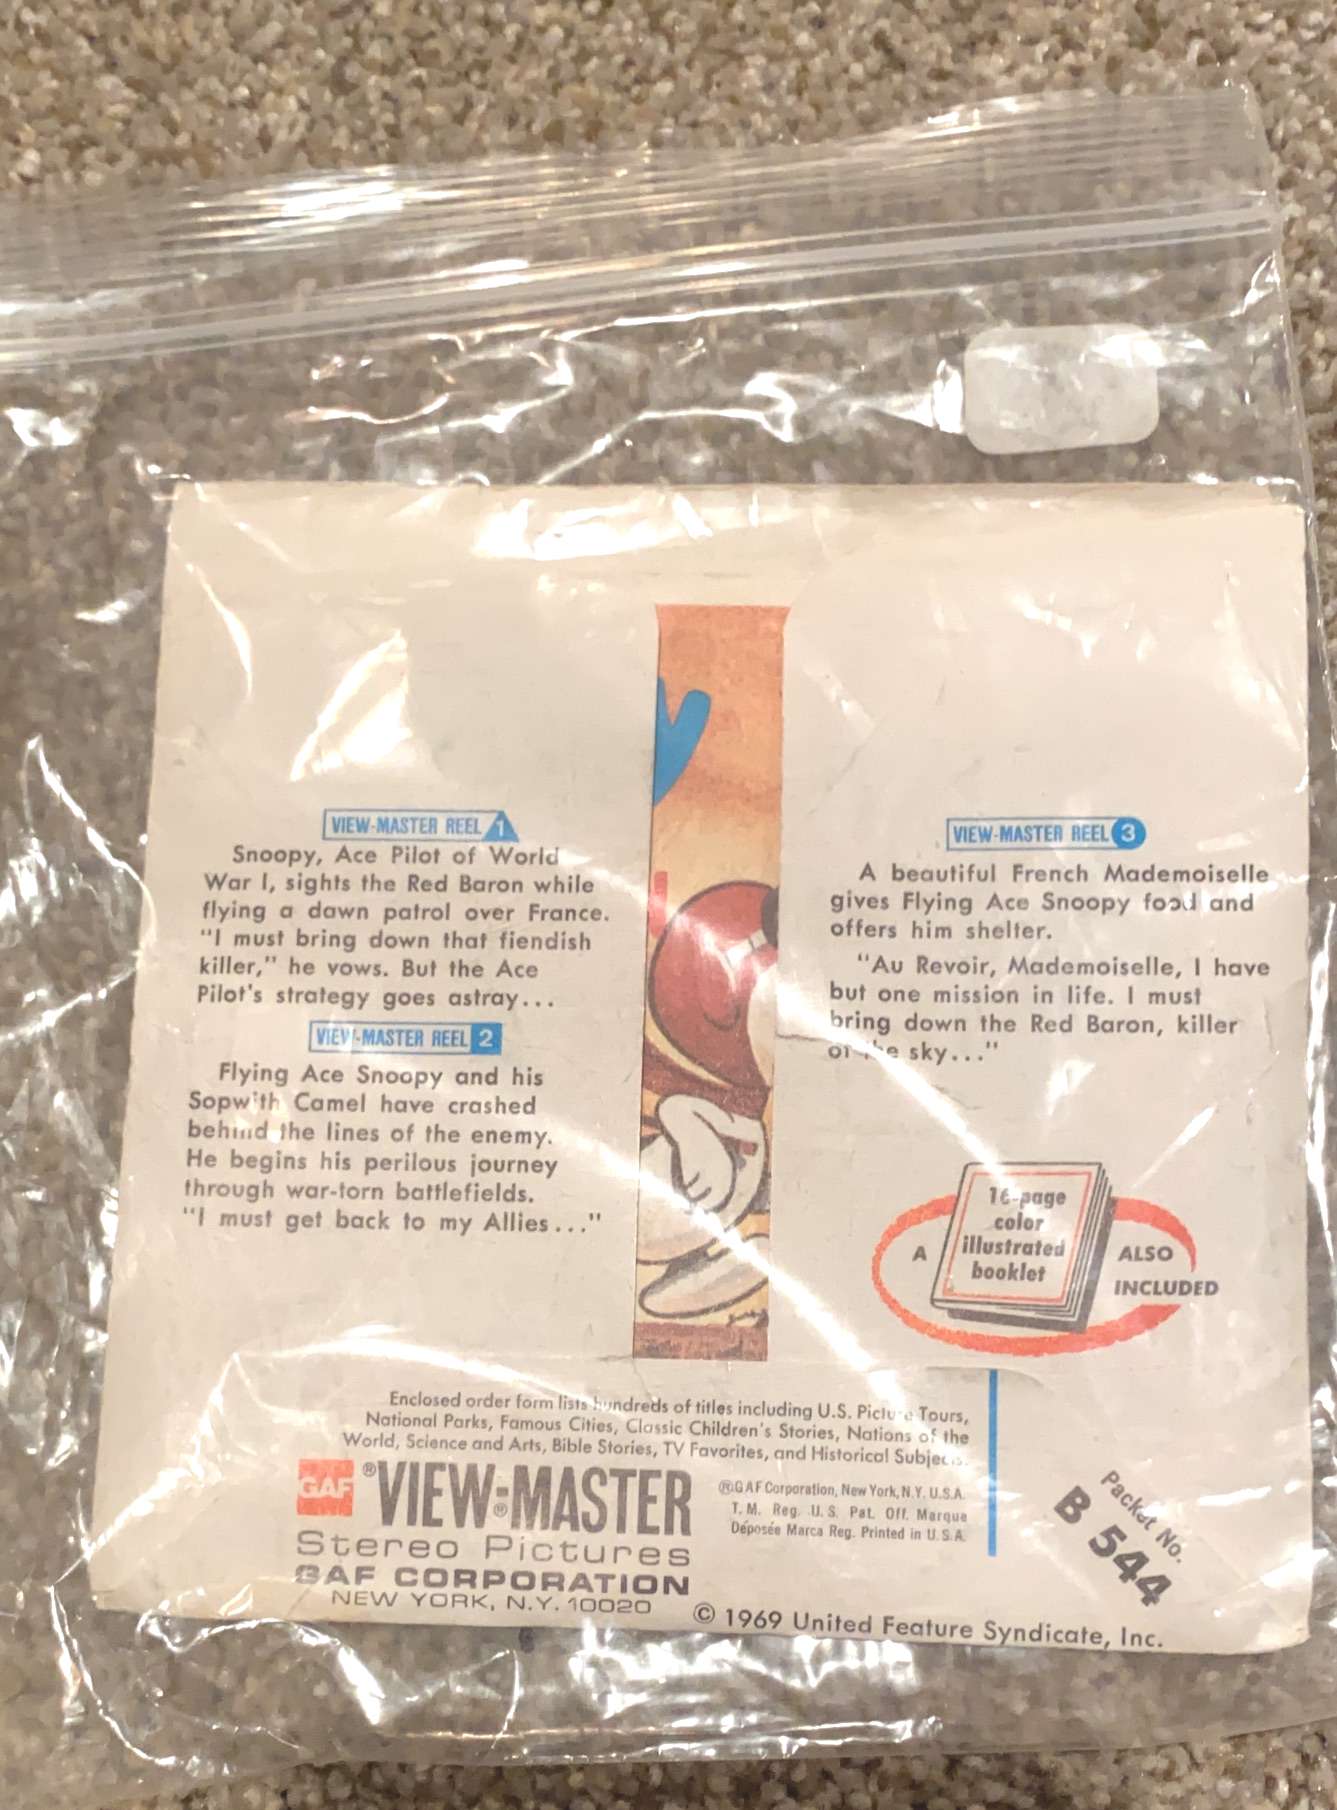 VIEW-MASTER REEL 1
Snoopy, Ace Pilot of World
War I, sights the Red Baron while
flying a dawn patrol over France.
"I must bring down that fiendish
killer," he vows. But the Ace
Pilot's strategy goes astray...
VIEW-MASTER REEL 2
Flying Ace Snoopy and his
Sopwith Camel have crashed
behind the lines of the enemy.
He begins his perilous journey
through war-torn battlefields.
"I must get back to my Allies..."
VIEW-MASTER REEL 3
A beautiful French Mademoiselle
gives Flying Ace Snoopy food and
offers him shelter.
"Au Revoir, Mademoiselle, I have
but one mission in life. I must
bring down the Red Baron, killer
of the sky..."
A
16-page
color
illustrated
booklet
ALSO
INCLUDED
Enclosed order form lists hundreds of titles including U.S. Picture Tours,
National Parks, Famous Cities, Classic Children's Stories, Nations of the
World, Science and Arts, Bible Stories, TV Favorites, and Historical Subjects.
GAF ® VIEW-MASTER ®
Stereo Pictures
GAF CORPORATION
NEW YORK, N.Y. 10020
® GAF Corporation, New York, N.Y. U.S.A.
T. M. Reg. U. S. Pat. Off. Marque
Déposée Marca Reg. Printed in U.S.A.
Packet No.
B 544
© 1969 United Feature Syndicate, Inc.